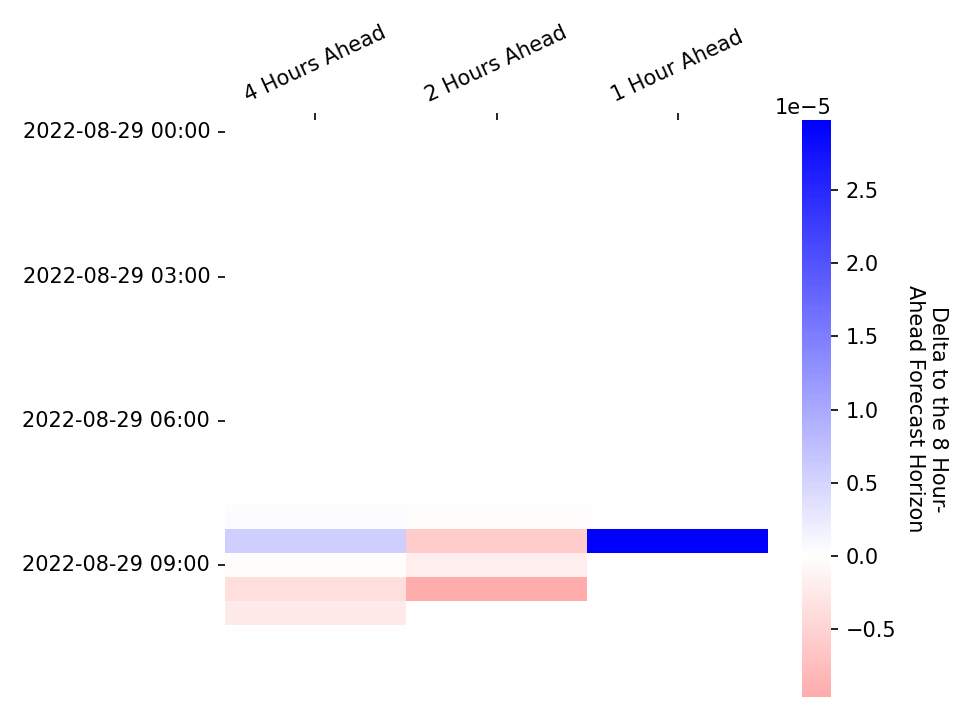 4 Hours Ahead
2 Hours Ahead
1 Hour Ahead
1e−5
2022-08-29 00:00
2022-08-29 03:00
2022-08-29 06:00
2022-08-29 09:00
2.5
2.0
1.5
1.0
0.5
0.0
−0.5
Delta to the 8 Hour-
Ahead Forecast Horizon